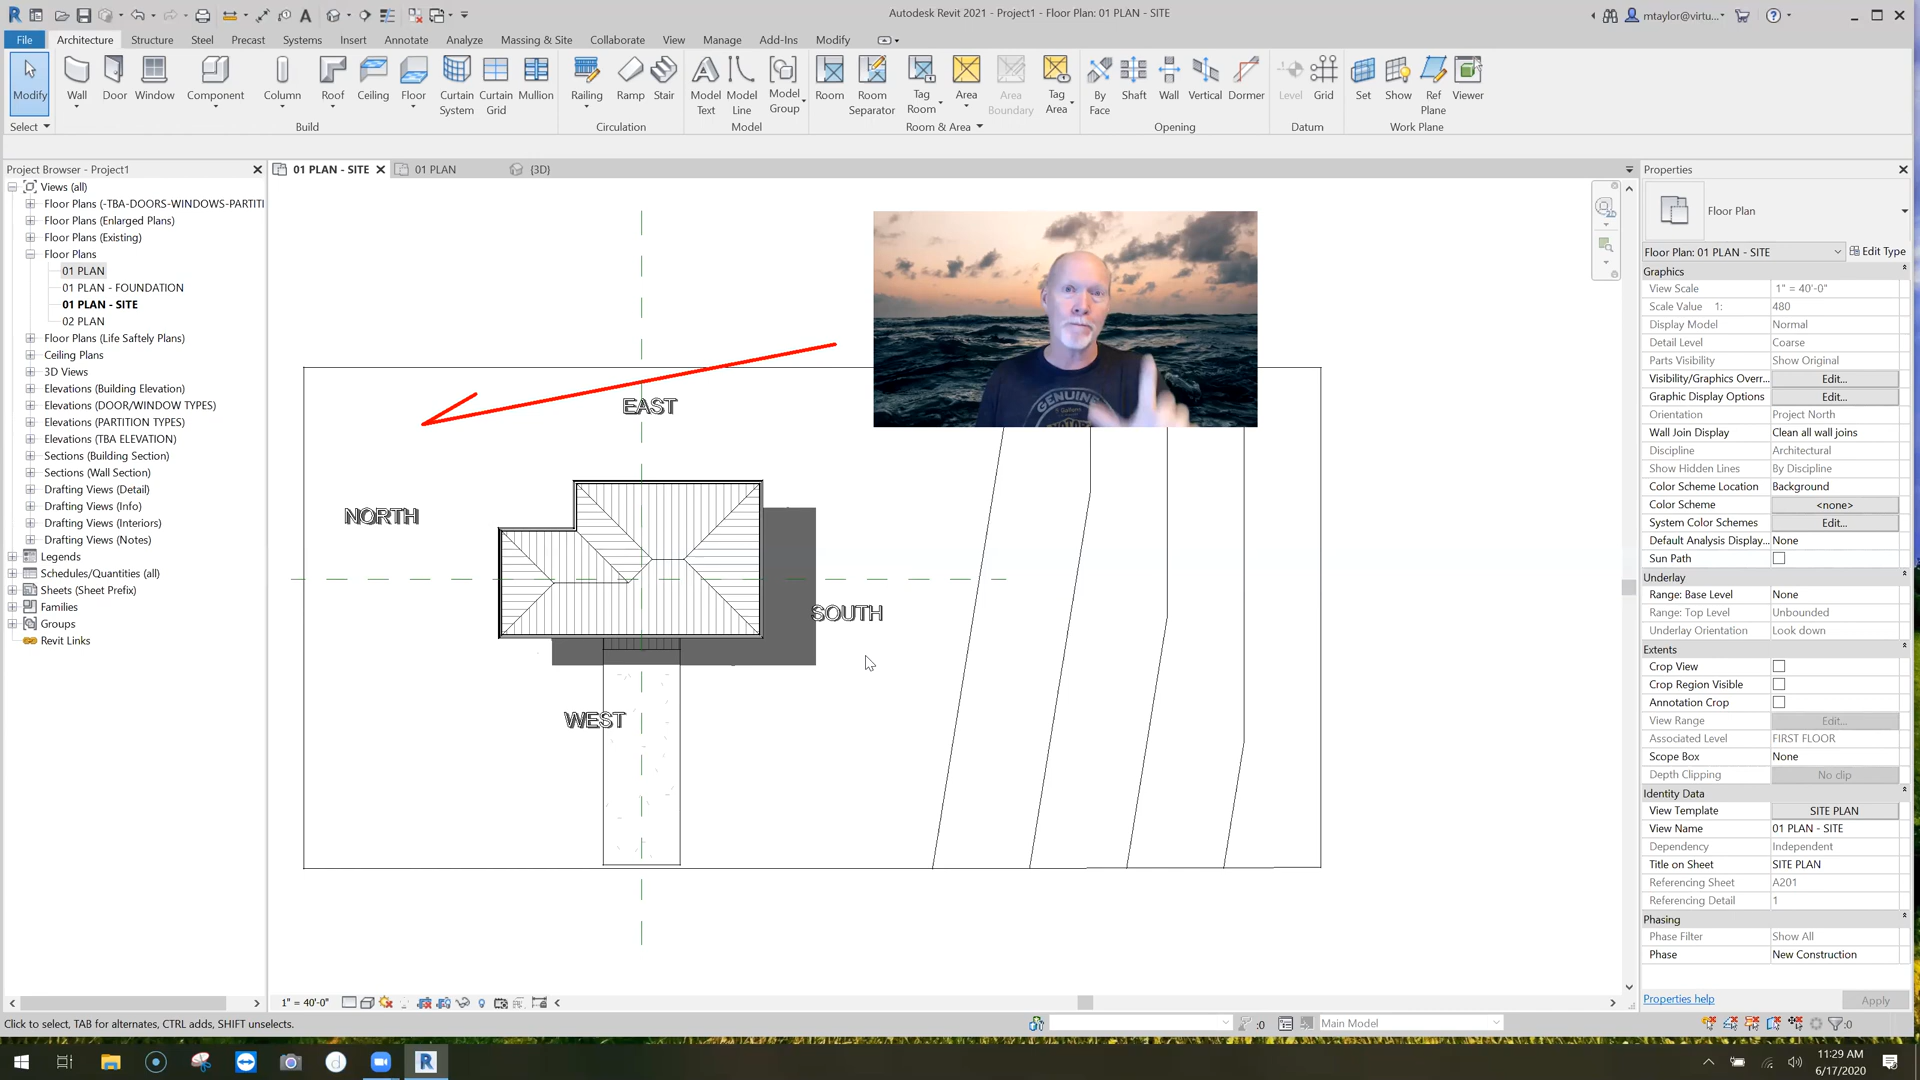 Autodesk Revit 2021 - Project1 - Floor Plan: 01 PLAN - SITE
mtaylor@virtu...
File Architecture Structure Steel Precast Systems Insert Annotate Analyze Massing & Site Collaborate View Manage Add-Ins Modify
Modify Wall Door Window Component Column Roof Ceiling Floor Curtain System Curtain Grid Mullion Railing Ramp Stair Model Text Model Line Model Group Room Room Separator Tag Room Area Area Boundary Tag Area By Face Shaft Wall Vertical Dormer Level Grid Set Show Ref Plane Viewer
Select Build Circulation Model Room & Area Opening Datum Work Plane
Project Browser - Project1
Views (all)
Floor Plans (-TBA-DOORS-WINDOWS-PARTITI
Floor Plans (Enlarged Plans)
Floor Plans (Existing)
Floor Plans
01 PLAN
01 PLAN - FOUNDATION
01 PLAN - SITE
02 PLAN
Floor Plans (Life Saftely Plans)
Ceiling Plans
3D Views
Elevations (Building Elevation)
Elevations (DOOR/WINDOW TYPES)
Elevations (PARTITION TYPES)
Elevations (TBA ELEVATION)
Sections (Building Section)
Sections (Wall Section)
Drafting Views (Detail)
Drafting Views (Info)
Drafting Views (Interiors)
Drafting Views (Notes)
Legends
Schedules/Quantities (all)
Sheets (Sheet Prefix)
Families
Groups
Revit Links
01 PLAN - SITE 01 PLAN {3D}
EAST
NORTH
SOUTH
WEST
GENUINE
Properties
Floor Plan
Floor Plan: 01 PLAN - SITE Edit Type
Graphics
View Scale 1" = 40'-0"
Scale Value 1: 480
Display Model Normal
Detail Level Coarse
Parts Visibility Show Original
Visibility/Graphics Overr... Edit...
Graphic Display Options Edit...
Orientation Project North
Wall Join Display Clean all wall joins
Discipline Architectural
Show Hidden Lines By Discipline
Color Scheme Location Background
Color Scheme <none>
System Color Schemes Edit...
Default Analysis Display... None
Sun Path
Underlay
Range: Base Level None
Range: Top Level Unbounded
Underlay Orientation Look down
Extents
Crop View
Crop Region Visible
Annotation Crop
View Range Edit...
Associated Level FIRST FLOOR
Scope Box None
Depth Clipping No clip
Identity Data
View Template SITE PLAN
View Name 01 PLAN - SITE
Dependency Independent
Title on Sheet SITE PLAN
Referencing Sheet A201
Referencing Detail 1
Phasing
Phase Filter Show All
Phase New Construction
Properties help Apply
1" = 40'-0"
Click to select, TAB for alternates, CTRL adds, SHIFT unselects.
:0 Main Model :0
11:29 AM
6/17/2020